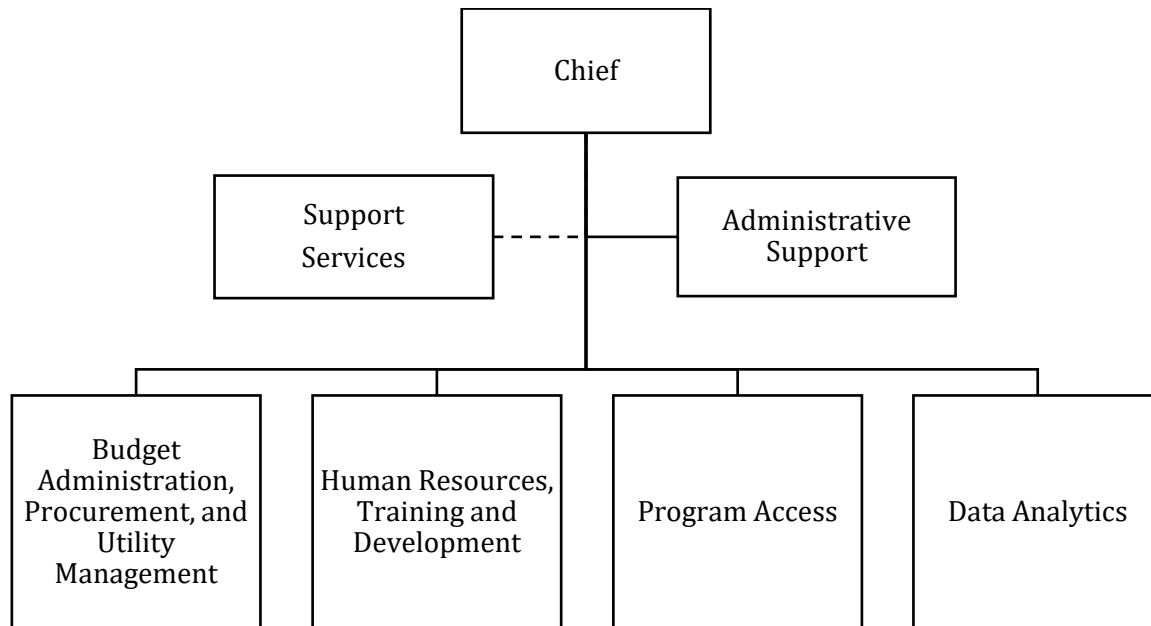 Chief
Support
Services
Administrative
Support
Budget
Administration,
Procurement, and
Utility
Management
Human Resources,
Training and
Development
Program Access
Data Analytics